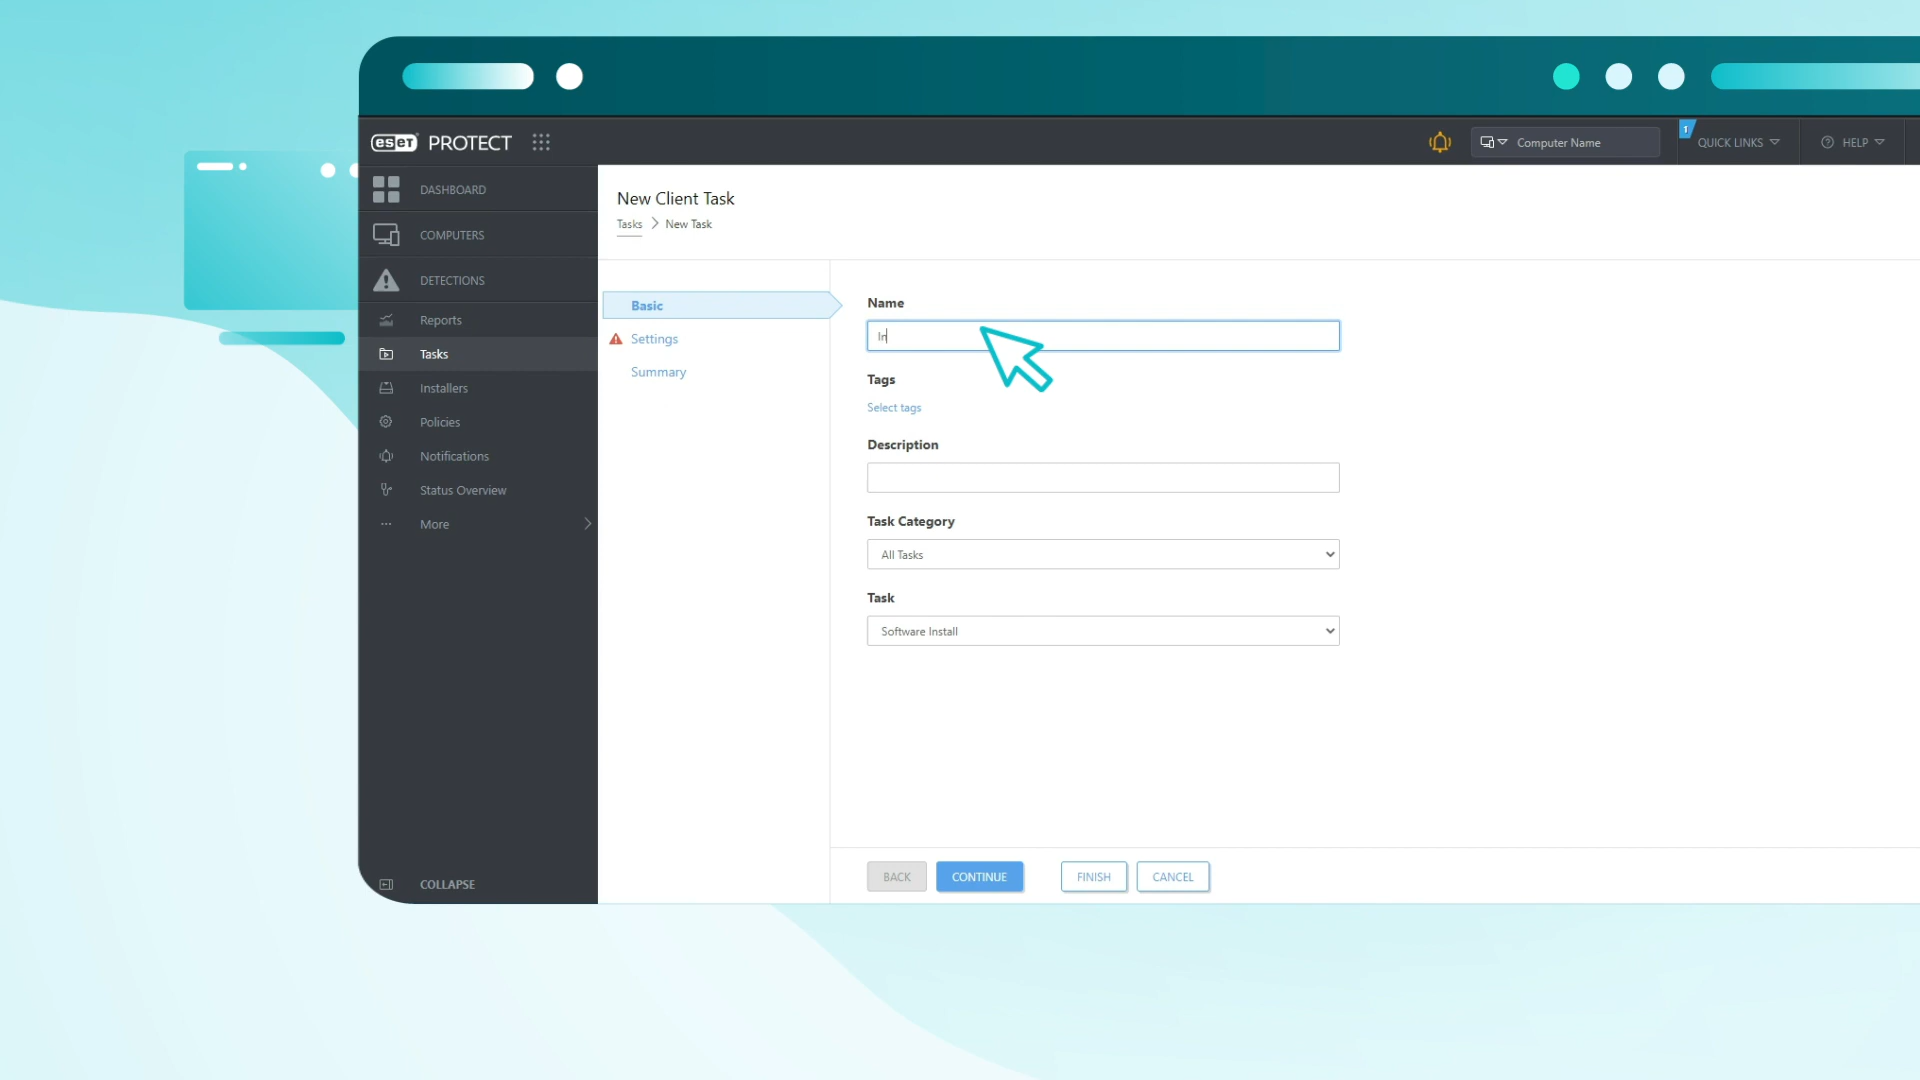 eset PROTECT
Computer Name
1
QUICK LINKS
HELP
DASHBOARD
COMPUTERS
DETECTIONS
Reports
Tasks
Installers
Policies
Notifications
Status Overview
More
COLLAPSE
New Client Task
Tasks > New Task
Basic
Settings
Summary
Name
In
Tags
Select tags
Description
Task Category
All Tasks
Task
Software Install
BACK
CONTINUE
FINISH
CANCEL